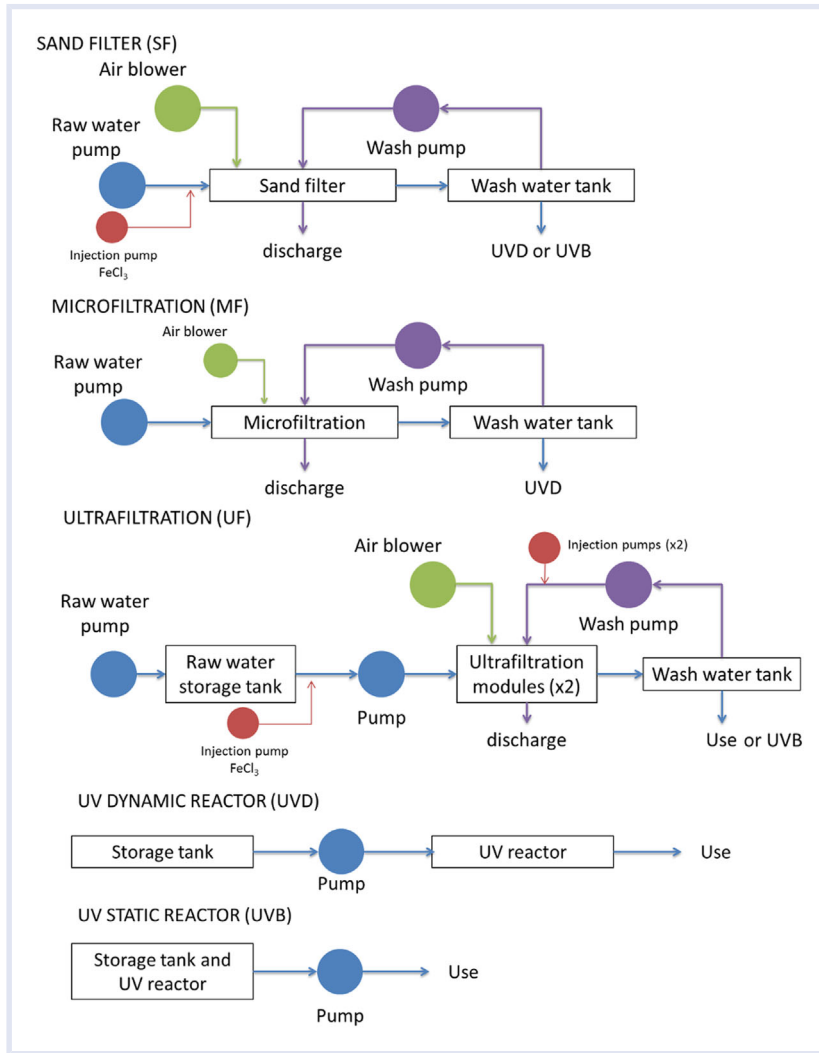 SAND FILTER (SF)
Air blower
Raw water
pump
Wash pump
Sand filter
Wash water tank
Injection pump
FeCl₃
discharge
UVD or UVB
MICROFILTRATION (MF)
Air blower
Raw water
pump
Wash pump
Microfiltration
Wash water tank
discharge
UVD
ULTRAFILTRATION (UF)
Air blower
Injection pumps (x2)
Raw water
pump
Wash pump
Raw water
storage tank
Ultrafiltration
modules (x2)
Wash water tank
Pump
Injection pump
FeCl₃
discharge
Use or UVB
UV DYNAMIC REACTOR (UVD)
Storage tank
UV reactor
Use
Pump
UV STATIC REACTOR (UVB)
Storage tank and
UV reactor
Use
Pump